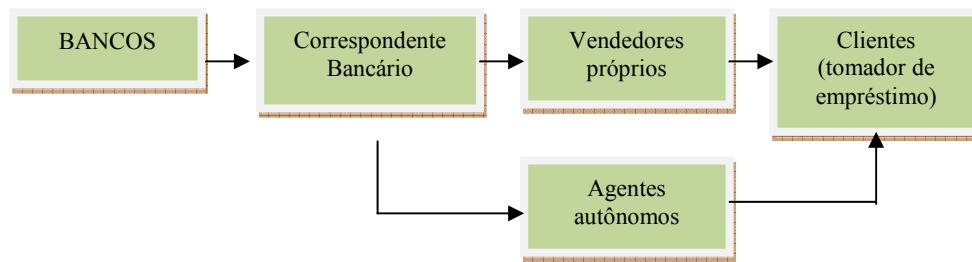 BANCOS
Correspondente
Bancário
Vendedores
próprios
Clientes
(tomador de
empréstimo)
Agentes
autônomos